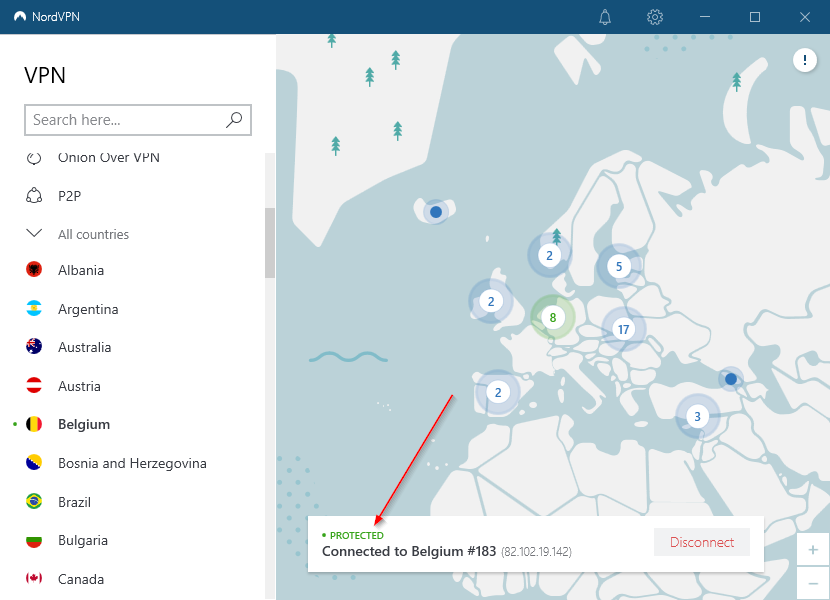 NordVPN
VPN
Search here...
Onion Over VPN
P2P
All countries
Albania
Argentina
Australia
Austria
Belgium
Bosnia and Herzegovina
Brazil
Bulgaria
Canada
!
2
5
2
8
17
2
3
PROTECTED
Connected to Belgium #183 (82.102.19.142)
Disconnect
+
−